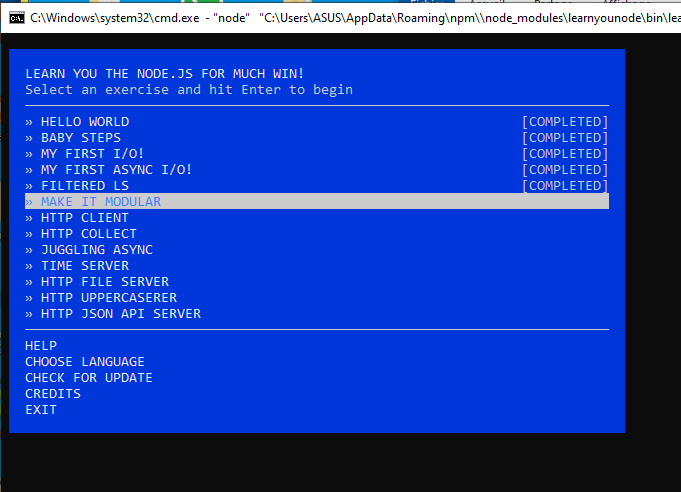 C:\Windows\system32\cmd.exe - "node" "C:\Users\ASUS\AppData\Roaming\npm\\node_modules\learnyounode\bin\lea
LEARN YOU THE NODE.JS FOR MUCH WIN!
Select an exercise and hit Enter to begin
» HELLO WORLD [COMPLETED]
» BABY STEPS [COMPLETED]
» MY FIRST I/O! [COMPLETED]
» MY FIRST ASYNC I/O! [COMPLETED]
» FILTERED LS [COMPLETED]
» MAKE IT MODULAR
» HTTP CLIENT
» HTTP COLLECT
» JUGGLING ASYNC
» TIME SERVER
» HTTP FILE SERVER
» HTTP UPPERCASERER
» HTTP JSON API SERVER
HELP
CHOOSE LANGUAGE
CHECK FOR UPDATE
CREDITS
EXIT